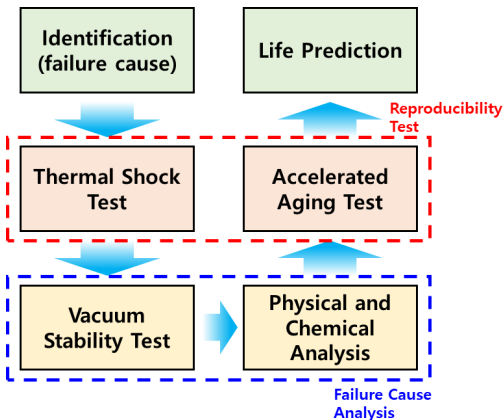 Identification
(failure cause)
Life Prediction
Reproducibility
Test
Thermal Shock
Test
Accelerated
Aging Test
Vacuum
Stability Test
Physical and
Chemical
Analysis
Failure Cause
Analysis